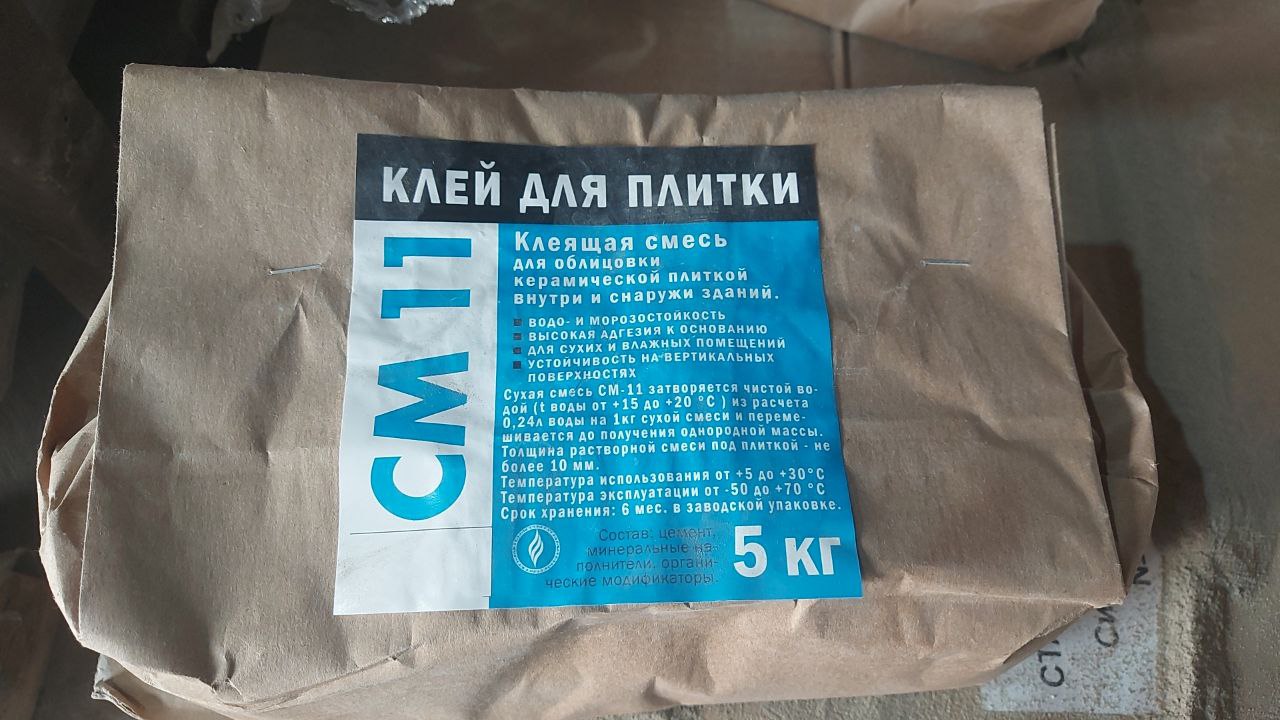 КЛЕЙ ДЛЯ ПЛИТКИ
СМ 11
Клеящая смесь
для облицовки
керамической плиткой
внутри и снаружи зданий.
ВОДО- И МОРОЗОСТОЙКОСТЬ
ВЫСОКАЯ АДГЕЗИЯ К ОСНОВАНИЮ
ДЛЯ СУХИХ И ВЛАЖНЫХ ПОМЕЩЕНИЙ
УСТОЙЧИВОСТЬ НА ВЕРТИКАЛЬНЫХ
ПОВЕРХНОСТЯХ
Сухая смесь СМ-11 затворяется чистой во-
дой (t воды от +15 до +20 °C ) из расчета
0,24л воды на 1кг сухой смеси и переме-
шивается до получения однородной массы.
Толщина растворной смеси под плиткой - не
более 10 мм.
Температура использования от +5 до +30°C
Температура эксплуатации от -50 до +70 °C
Срок хранения: 6 мес. в заводской упаковке.
Состав: цемент,
минеральные на-
полнители, органи-
ческие модификаторы.
5 кг